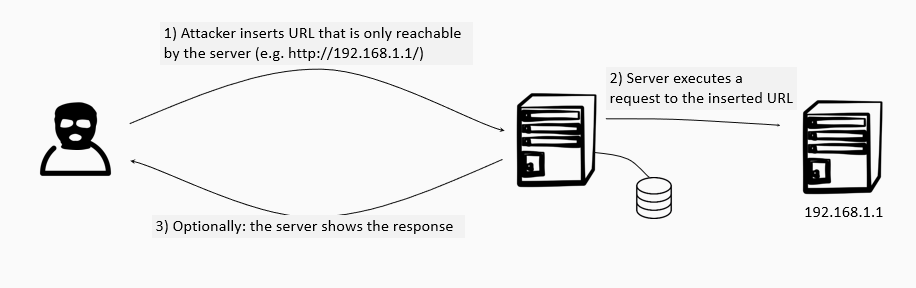 1) Attacker inserts URL that is only reachable
by the server (e.g. http://192.168.1.1/)
2) Server executes a
request to the inserted URL
192.168.1.1
3) Optionally: the server shows the response